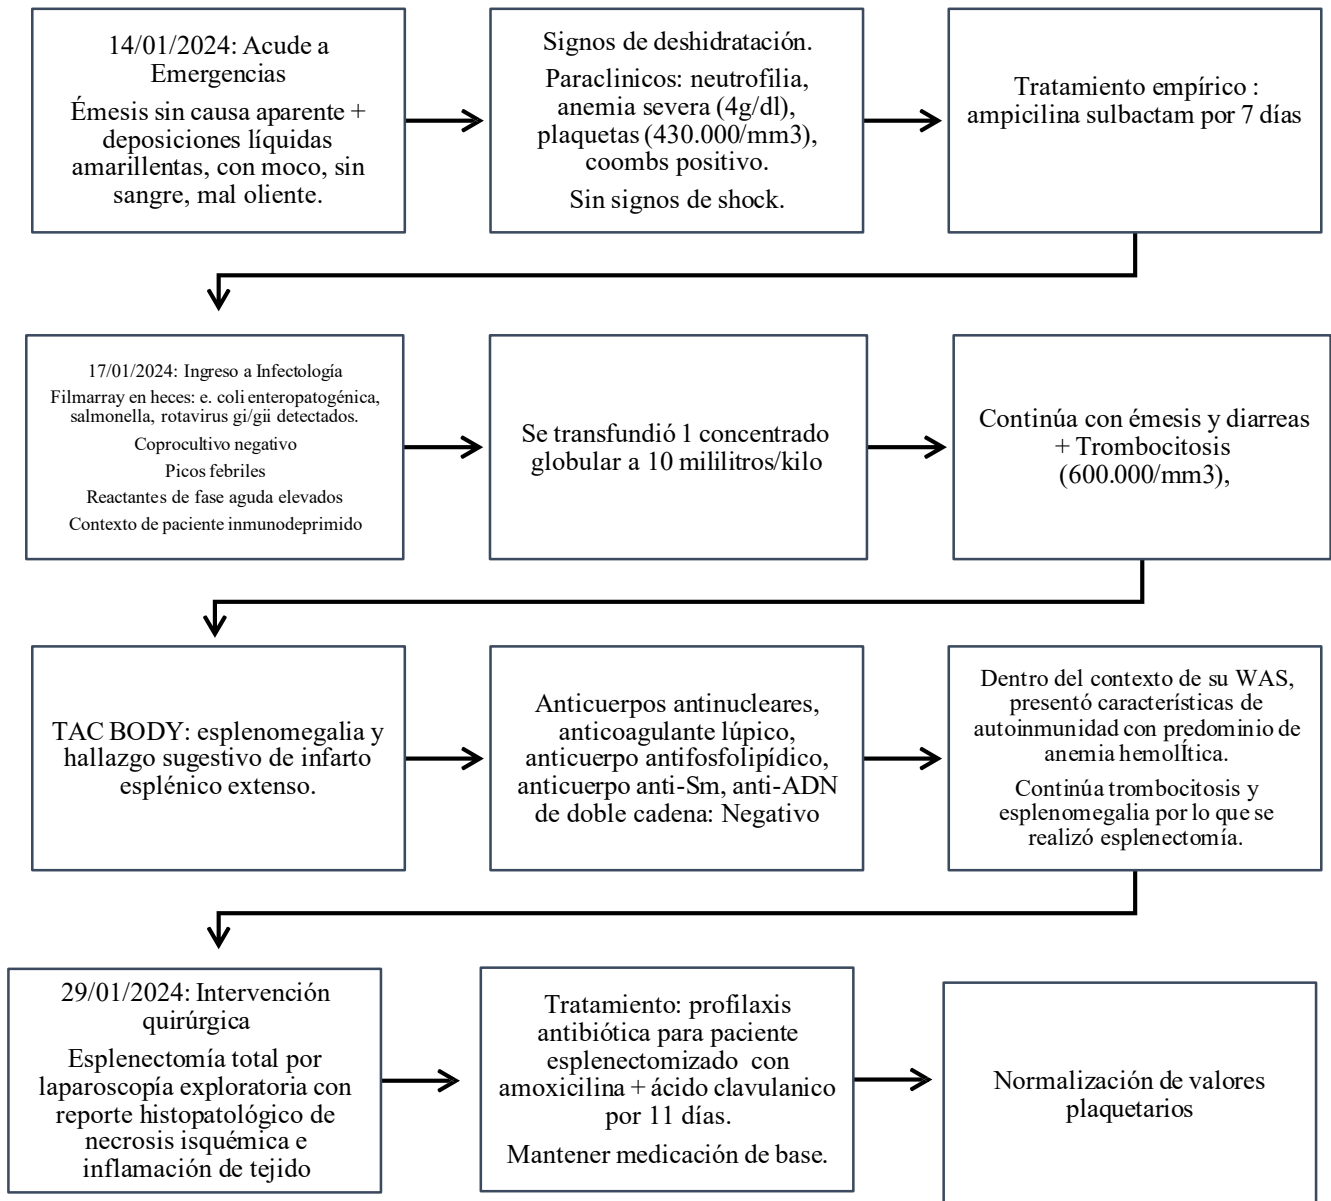 14/01/2024: Acude a
Emergencias
Émesis sin causa aparente +
deposiciones líquidas
amarillentas, con moco, sin
sangre, mal oliente.
Signos de deshidratación.
Paraclinicos: neutrofilia,
anemia severa (4g/dl),
plaquetas (430.000/mm3),
coombs positivo.
Sin signos de shock.
Tratamiento empírico :
ampicilina sulbactam por 7 días
17/01/2024: Ingreso a Infectología
Filmarray en heces: e. coli enteropatogénica,
salmonella, rotavirus gi/gii detectados.
Coprocultivo negativo
Picos febriles
Reactantes de fase aguda elevados
Contexto de paciente inmunodeprimido
Se transfundió 1 concentrado
globular a 10 mililitros/kilo
Continúa con émesis y diarreas
+ Trombocitosis
(600.000/mm3),
TAC BODY: esplenomegalia y
hallazgo sugestivo de infarto
esplénico extenso.
Anticuerpos antinucleares,
anticoagulante lúpico,
anticuerpo antifosfolipídico,
anticuerpo anti-Sm, anti-ADN
de doble cadena: Negativo
Dentro del contexto de su WAS,
presentó características de
autoinmunidad con predominio de
anemia hemolÍtica.
Continúa trombocitosis y
esplenomegalia por lo que se
realizó esplenectomía.
29/01/2024: Intervención
quirúrgica
Esplenectomía total por
laparoscopía exploratoria con
reporte histopatológico de
necrosis isquémica e
inflamación de tejido
Tratamiento: profilaxis
antibiótica para paciente
esplenectomizado con
amoxicilina + ácido clavulanico
por 11 días.
Mantener medicación de base.
Normalización de valores
plaquetarios